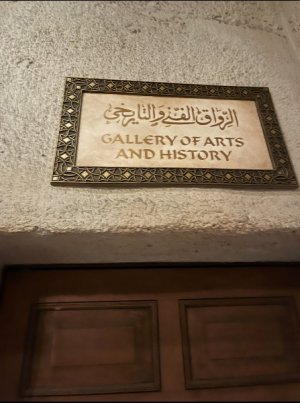 الرواق الفني والتاريخي
GALLERY OF ARTS
AND HISTORY